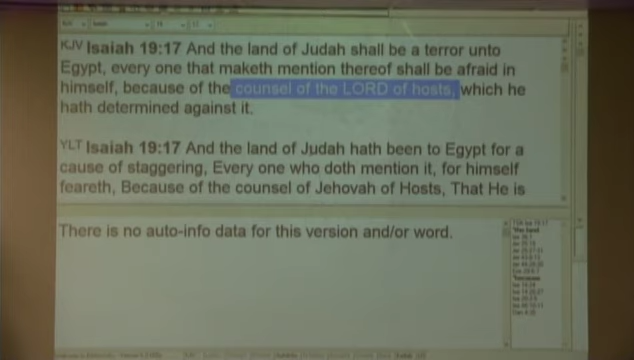 KJV Isaiah 19:17 And the land of Judah shall be a terror unto
Egypt, every one that maketh mention thereof shall be afraid in
himself, because of the counsel of the LORD of hosts, which he
hath determined against it.
YLT Isaiah 19:17 And the land of Judah hath been to Egypt for a
cause of staggering, Every one who doth mention it, for himself
feareth, Because of the counsel of Jehovah of Hosts, That He is
There is no auto-info data for this version and/or word.